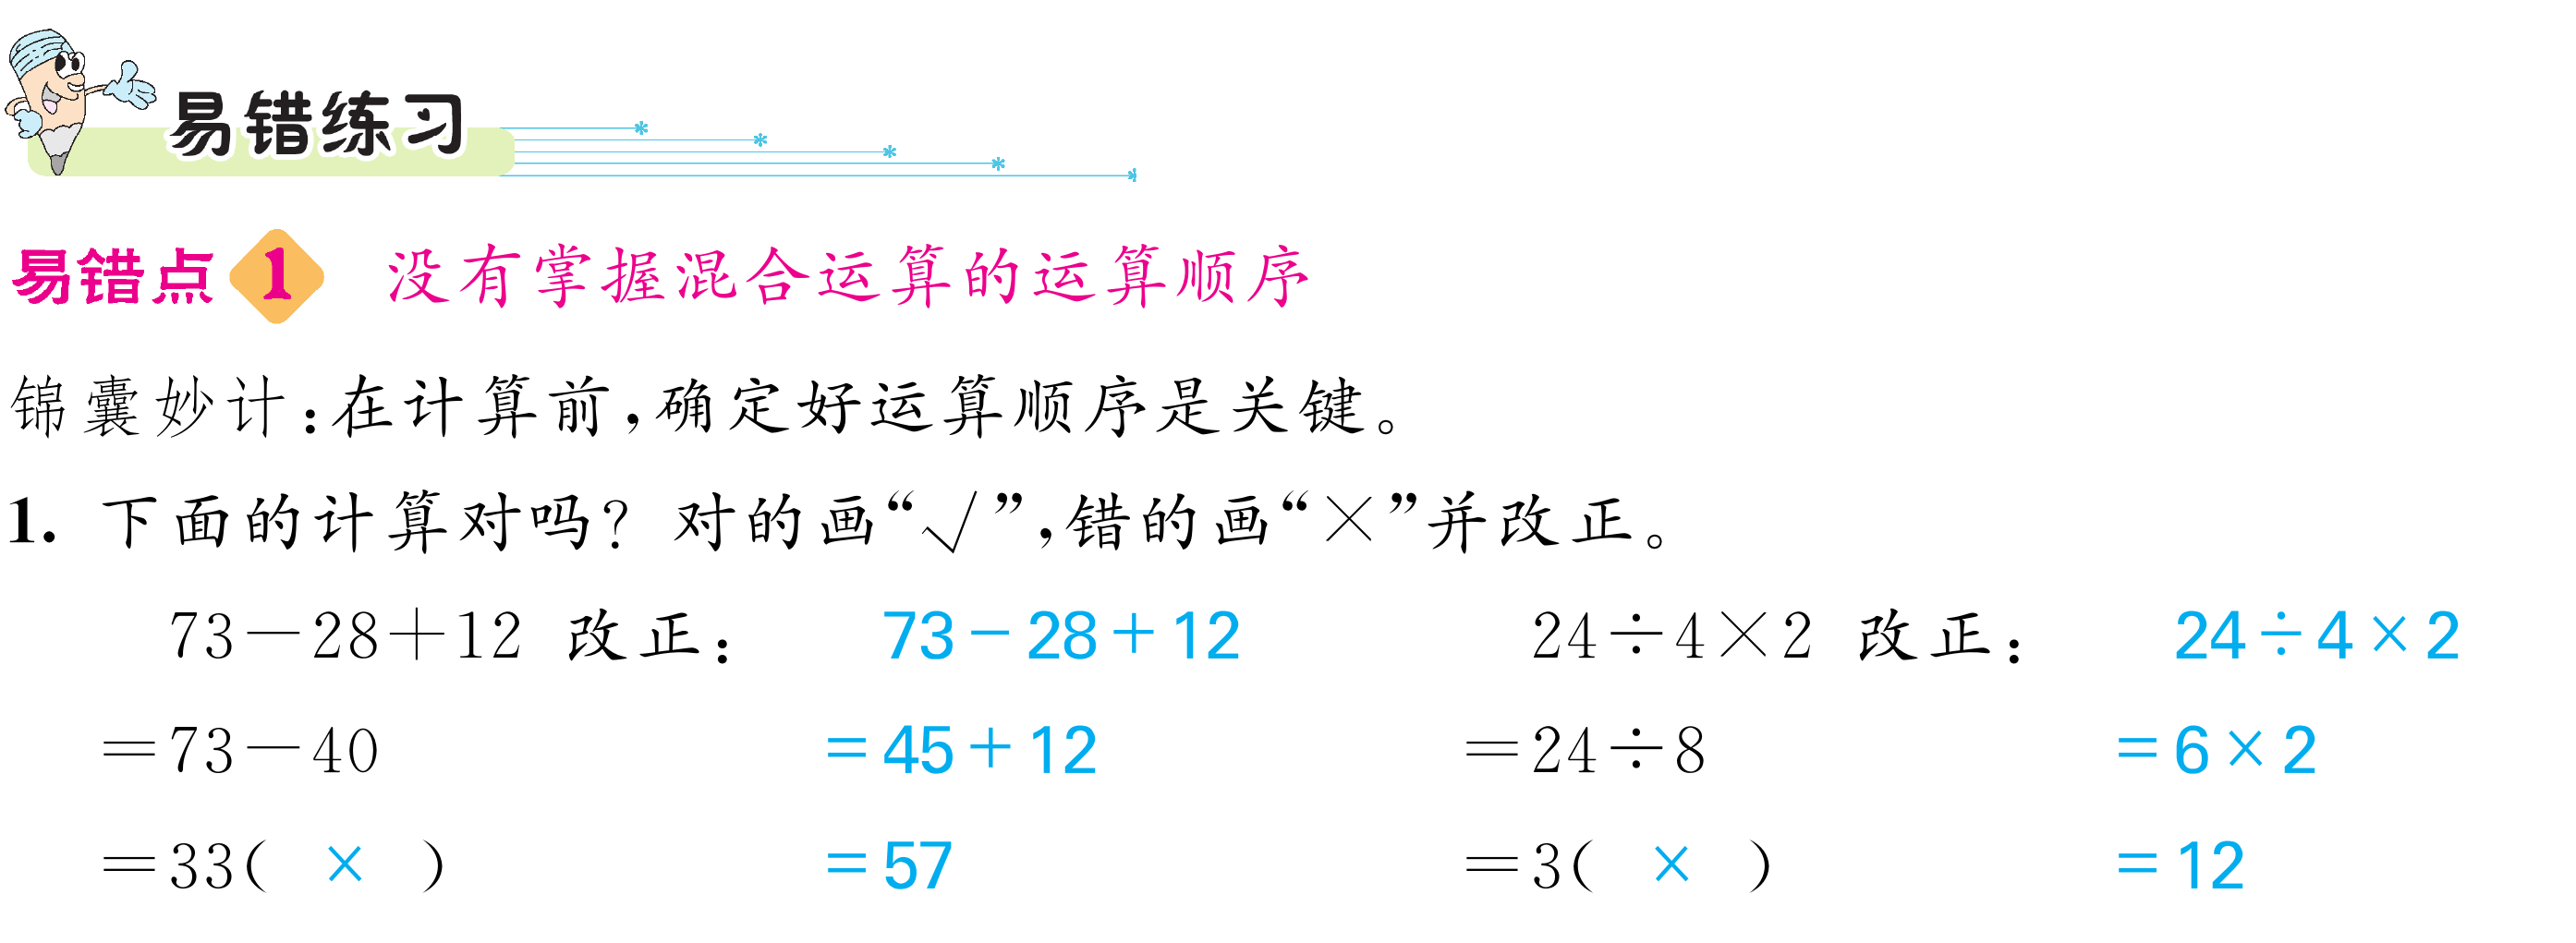 易错练习
易错点1 没有掌握混合运算的运算顺序
锦囊妙计:在计算前,确定好运算顺序是关键。
1. 下面的计算对吗? 对的画“√”,错的画“×”并改正。
73-28+12 改正: 73-28+12 24÷4×2 改正: 24÷4×2
=73-40 =45+12 =24÷8 =6×2
=33( × ) =57 =3( × ) =12